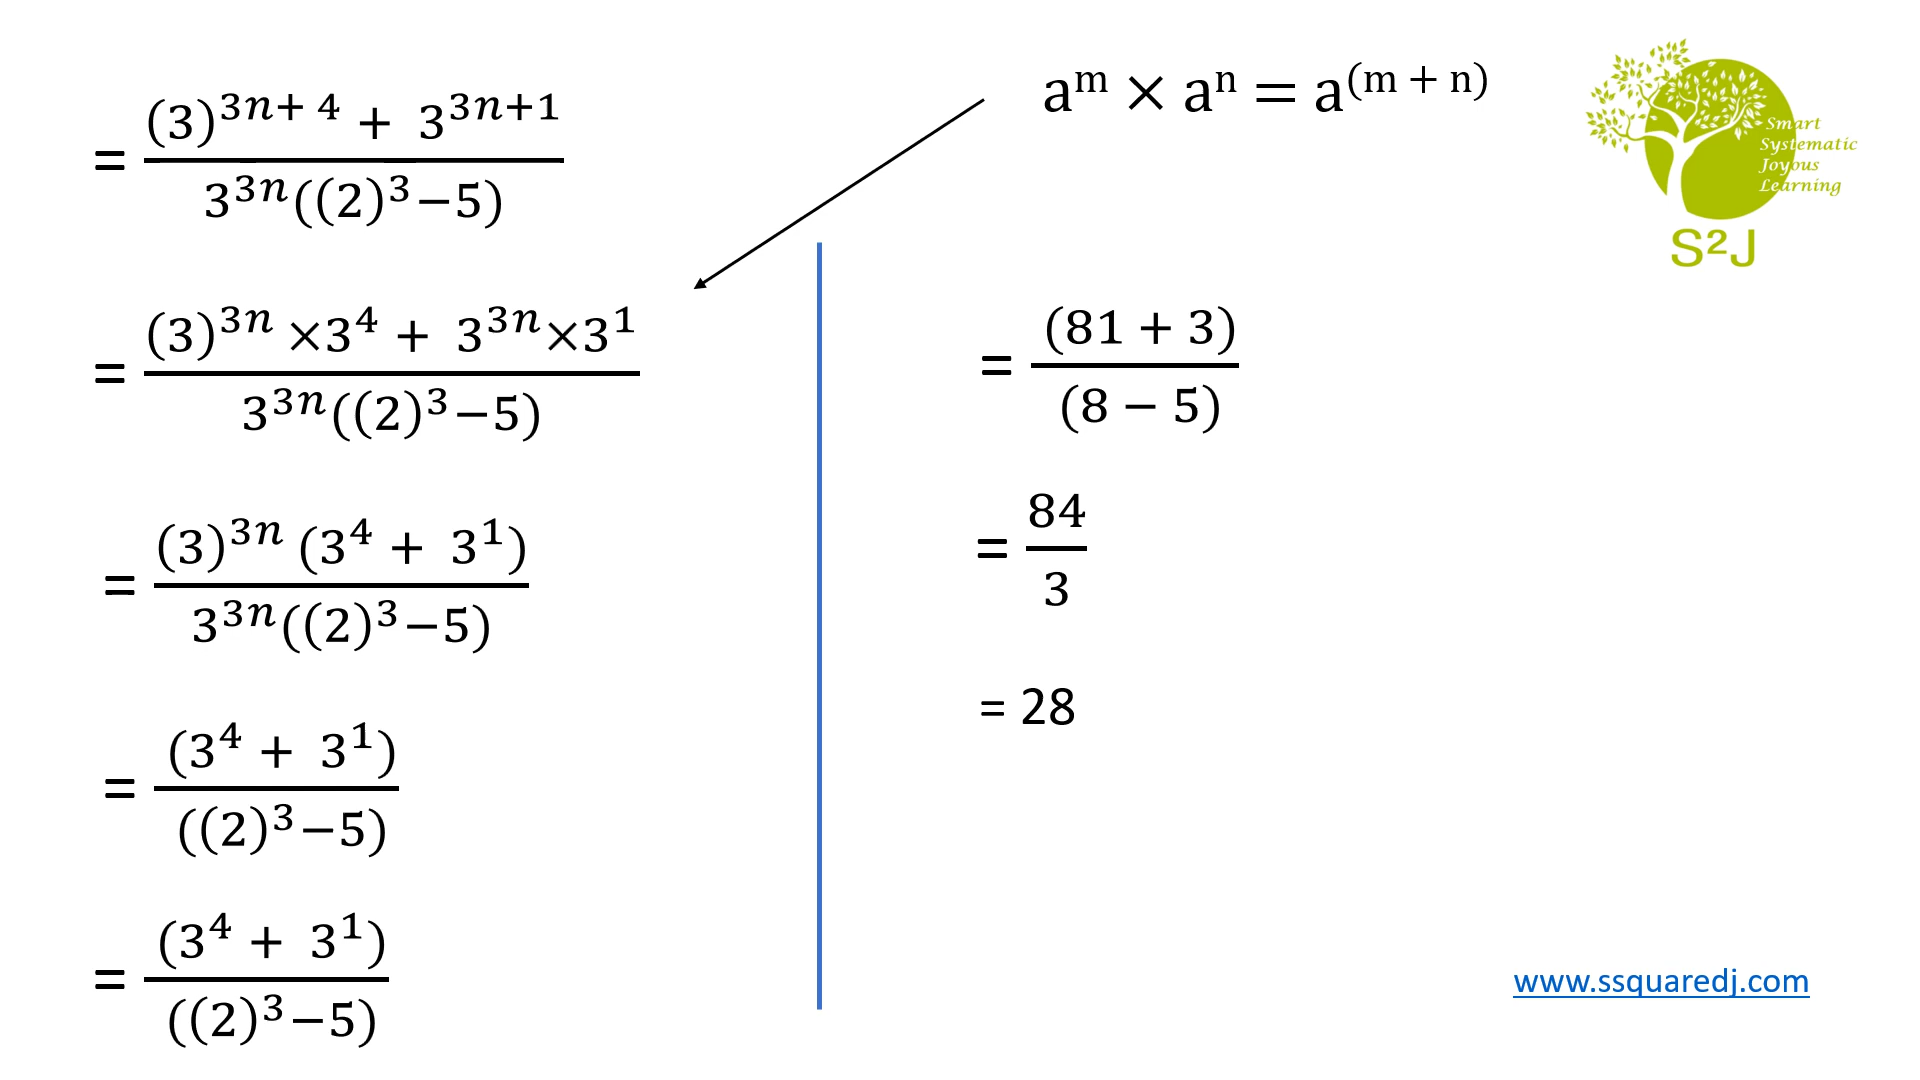 = ((3)^(3n+ 4) + 3^(3n+1)) / (3^(3n)((2)^3−5))
= ((3)^(3n) ×3^4 + 3^(3n)×3^1) / (3^(3n)((2)^3−5))
= ((3)^(3n) (3^4 + 3^1)) / (3^(3n)((2)^3−5))
= (3^4 + 3^1) / ((2)^3−5)
= (3^4 + 3^1) / ((2)^3−5)
a^m × a^n = a^(m + n)
= (81 + 3) / (8 − 5)
= 84 / 3
= 28
Smart
Systematic
Joyous
Learning
S²J
www.ssquaredj.com